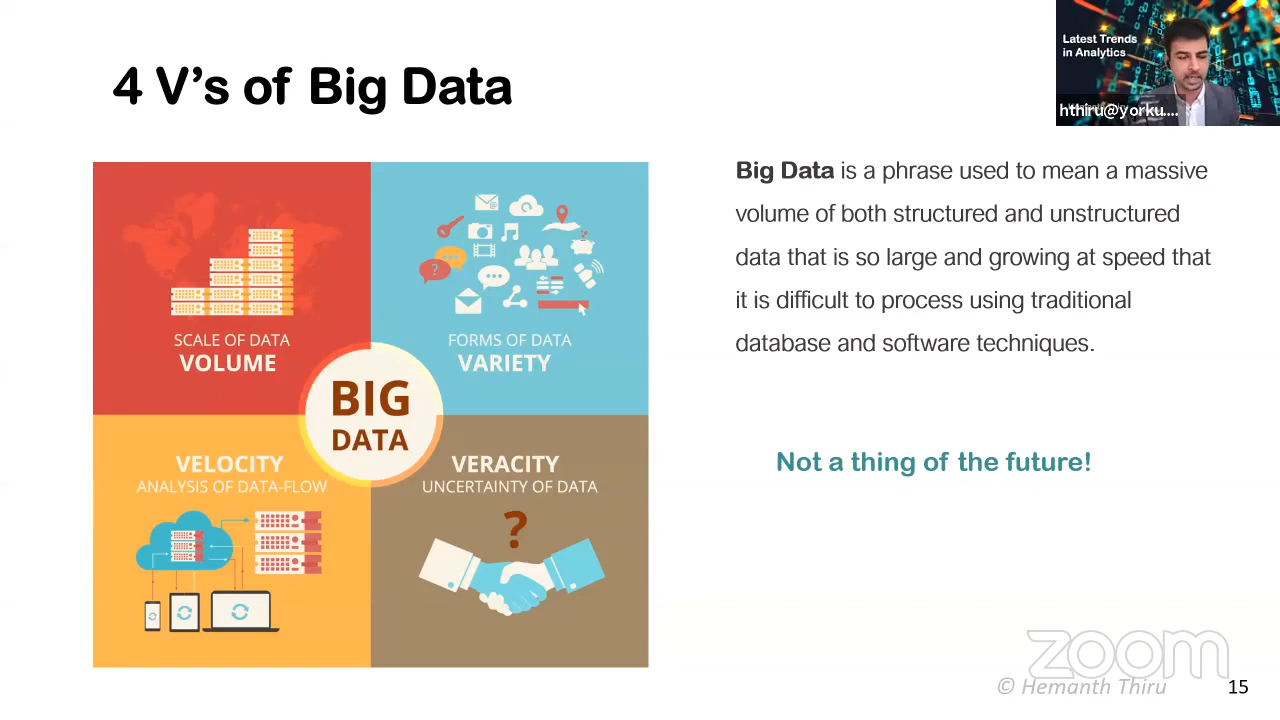 4 V's of Big Data
Latest Trends
in Analytics
hthiru@yorku....
SCALE OF DATA
VOLUME
FORMS OF DATA
VARIETY
BIG
DATA
VELOCITY
ANALYSIS OF DATA-FLOW
VERACITY
UNCERTAINTY OF DATA
?
?
Big Data is a phrase used to mean a massive
volume of both structured and unstructured
data that is so large and growing at speed that
it is difficult to process using traditional
database and software techniques.
Not a thing of the future!
zoom
© Hemanth Thiru
15